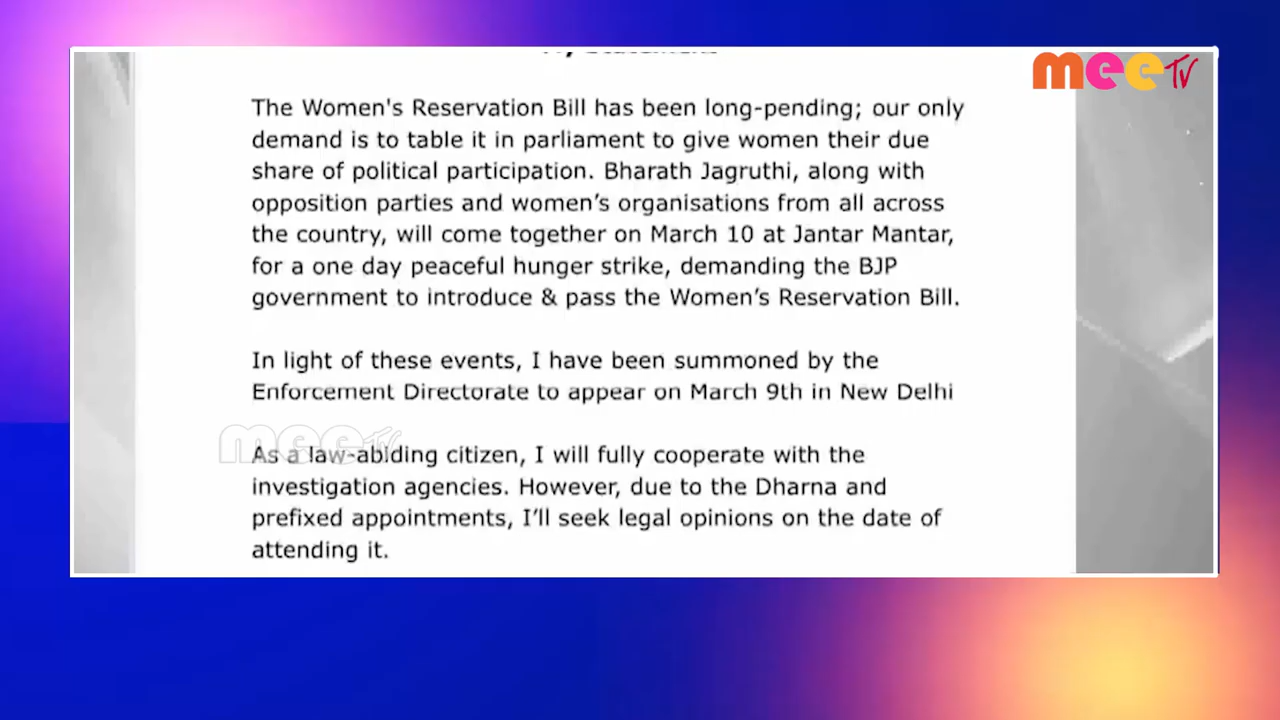 meeTV
The Women's Reservation Bill has been long-pending; our only
demand is to table it in parliament to give women their due
share of political participation. Bharath Jagruthi, along with
opposition parties and women's organisations from all across
the country, will come together on March 10 at Jantar Mantar,
for a one day peaceful hunger strike, demanding the BJP
government to introduce & pass the Women's Reservation Bill.
In light of these events, I have been summoned by the
Enforcement Directorate to appear on March 9th in New Delhi
meeTV
As a law-abiding citizen, I will fully cooperate with the
investigation agencies. However, due to the Dharna and
prefixed appointments, I'll seek legal opinions on the date of
attending it.